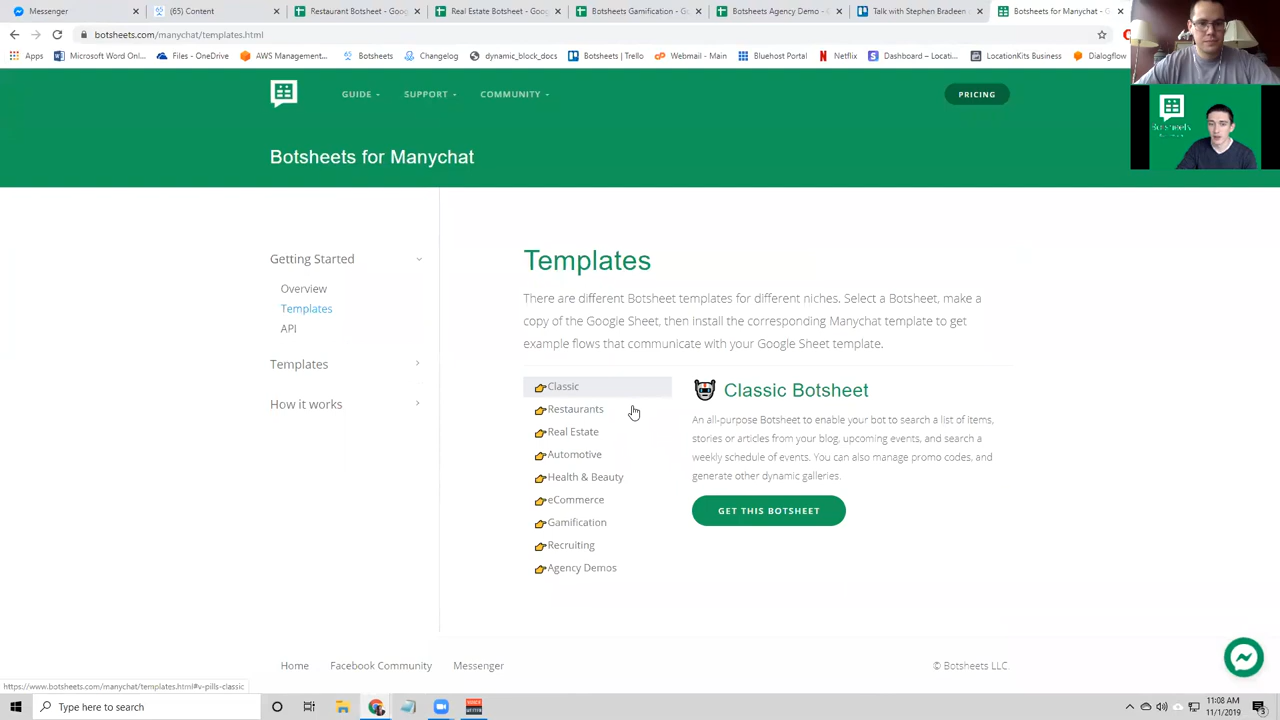 Messenger
(65) Content
Restaurant Botsheet - Manyc
Real Estate Botsheet - Goog
Botsheets Gamification - Go
Botsheets Agency Demo - G
Talk with Stephen Braden
Botsheets for Manychat - G
botsheets.com/manychat/templates.html
Apps
Microsoft Word Onl...
Files - OneDrive
AWS Management...
Botsheets
Changelog
dynamic_block_docs
Botsheets | Trello
Webmail - Main
Bluehost Portal
Netflix
Dashboard – Locati...
LocationKits Business
Dialogflow
GUIDE
SUPPORT
COMMUNITY
PRICING
Botsheets
Botsheets for Manychat
Getting Started
Overview
Templates
API
Templates
How it works
Templates
There are different Botsheet templates for different niches. Select a Botsheet, make a
copy of the Google Sheet, then install the corresponding Manychat template to get
example flows that communicate with your Google Sheet template.
Classic
Restaurants
Real Estate
Automotive
Health & Beauty
eCommerce
Gamification
Recruiting
Agency Demos
Classic Botsheet
An all-purpose Botsheet to enable your bot to search a list of items,
stories or articles from your blog, upcoming events, and search a
weekly schedule of events. You can also manage promo codes, and
generate other dynamic galleries.
GET THIS BOTSHEET
Home
Facebook Community
Messenger
© Botsheets LLC.
https://www.botsheets.com/manychat/templates.html#v-pills-classic
Type here to search
11:08 AM
11/1/2019
3